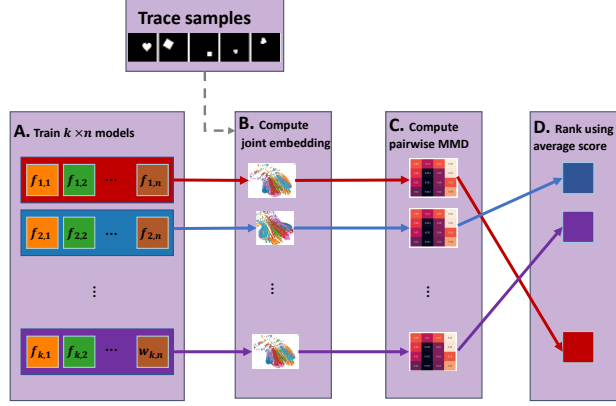 Trace samples
A. Train k × n models
f1,1 f1,2 ... f1,n
f2,1 f2,2 ... f2,n
⋮
fk,1 fk,2 ... wk,n
B. Compute
joint embedding
C. Compute
pairwise MMD
⋮
D. Rank using
average score